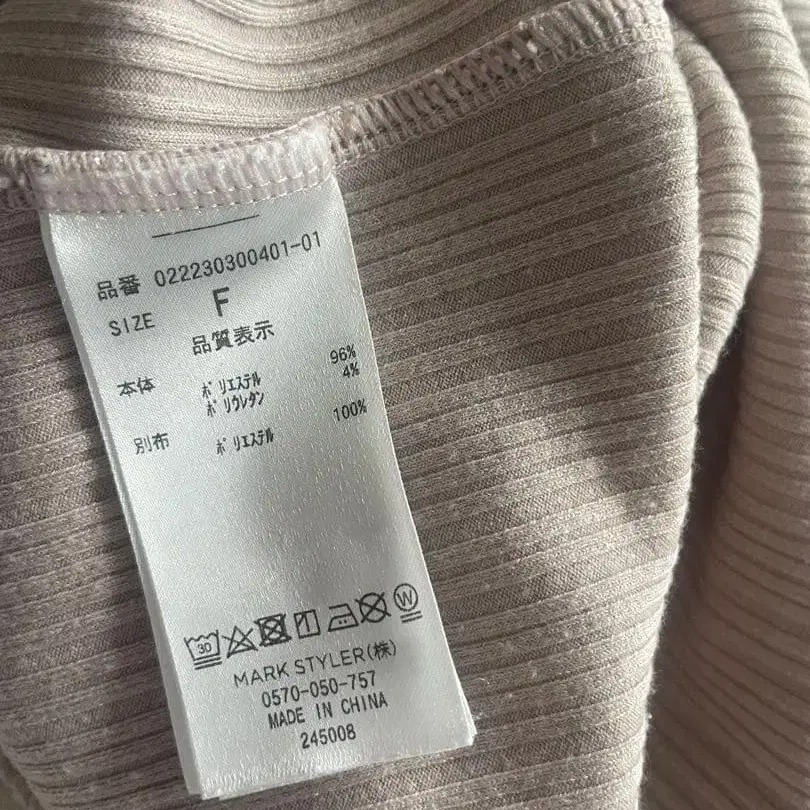 品番 022230300401-01
SIZE F
品質表示
本体 ポリエステル 96%
ポリウレタン 4%
別布 ポリエステル 100%
30 W
MARK STYLER(株)
0570-050-757
MADE IN CHINA
245008